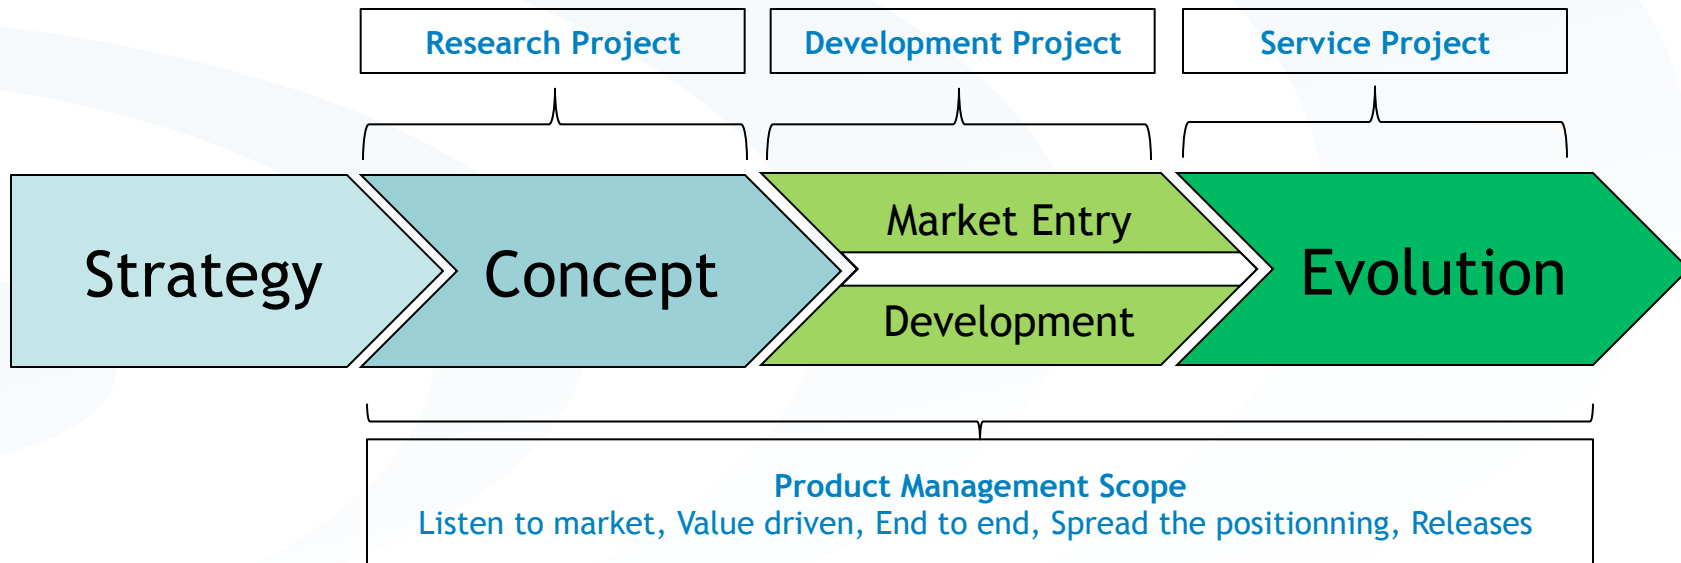 Research Project
Development Project
Service Project
Strategy
Concept
Market Entry
Development
Evolution
Product Management Scope
Listen to market, Value driven, End to end, Spread the positionning, Releases